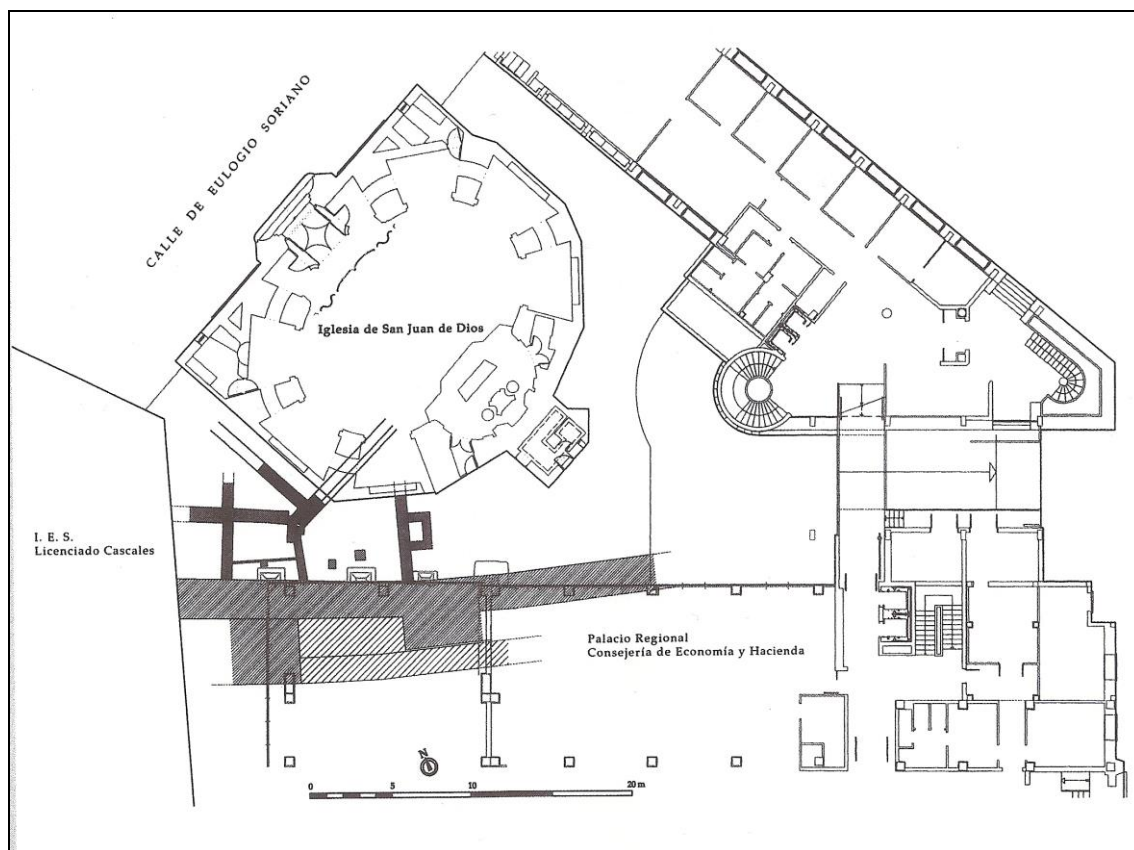 CALLE DE EULOGIO SORIANO
Iglesia de San Juan de Dios
I. E. S.
Licenciado Cascales
Palacio Regional
Consejería de Economía y Hacienda
N
0 5 10 20 m